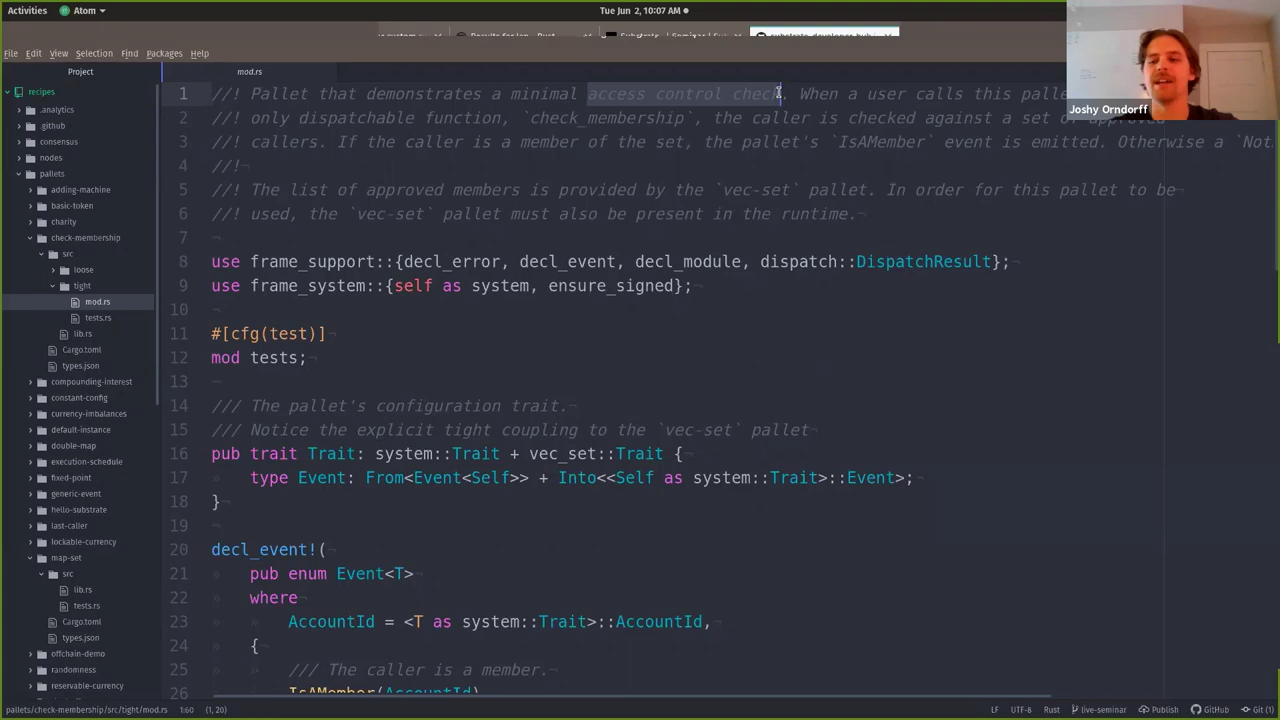 Activities
Atom
Tue Jun 2, 10:07 AM
File Edit View Selection Find Packages Help
Project
mod.rs
recipes
.analytics
.github
consensus
nodes
pallets
adding-machine
basic-token
charity
check-membership
src
loose
tight
mod.rs
tests.rs
lib.rs
Cargo.toml
types.json
compounding-interest
constant-config
currency-imbalances
default-instance
double-map
execution-schedule
fixed-point
generic-event
hello-substrate
last-caller
lockable-currency
map-set
src
lib.rs
tests.rs
Cargo.toml
types.json
offchain-demo
randomness
reservable-currency
1 //! Pallet that demonstrates a minimal access control check. When a user calls this palle
2 //! only dispatchable function, `check_membership`, the caller is checked against a set of approved
3 //! callers. If the caller is a member of the set, the pallet's `IsAMember` event is emitted. Otherwise a `Not
4 //!
5 //! The list of approved members is provided by the `vec-set` pallet. In order for this pallet to be
6 //! used, the `vec-set` pallet must also be present in the runtime.
7
8 use frame_support::{decl_error, decl_event, decl_module, dispatch::DispatchResult};
9 use frame_system::{self as system, ensure_signed};
10
11 #[cfg(test)]
12 mod tests;
13
14 /// The pallet's configuration trait.
15 /// Notice the explicit tight coupling to the `vec-set` pallet
16 pub trait Trait: system::Trait + vec_set::Trait {
17 type Event: From<Event<Self>> + Into<<Self as system::Trait>::Event>;
18 }
19
20 decl_event!(
21 pub enum Event<T>
22 where
23 AccountId = <T as system::Trait>::AccountId,
24 {
25 /// The caller is a member.
26 IsAMember(AccountId)
Joshy Orndorff
pallets/check-membership/src/tight/mod.rs 1:60 (1, 20)
LF UTF-8 Rust live-seminar Publish GitHub Git (1)